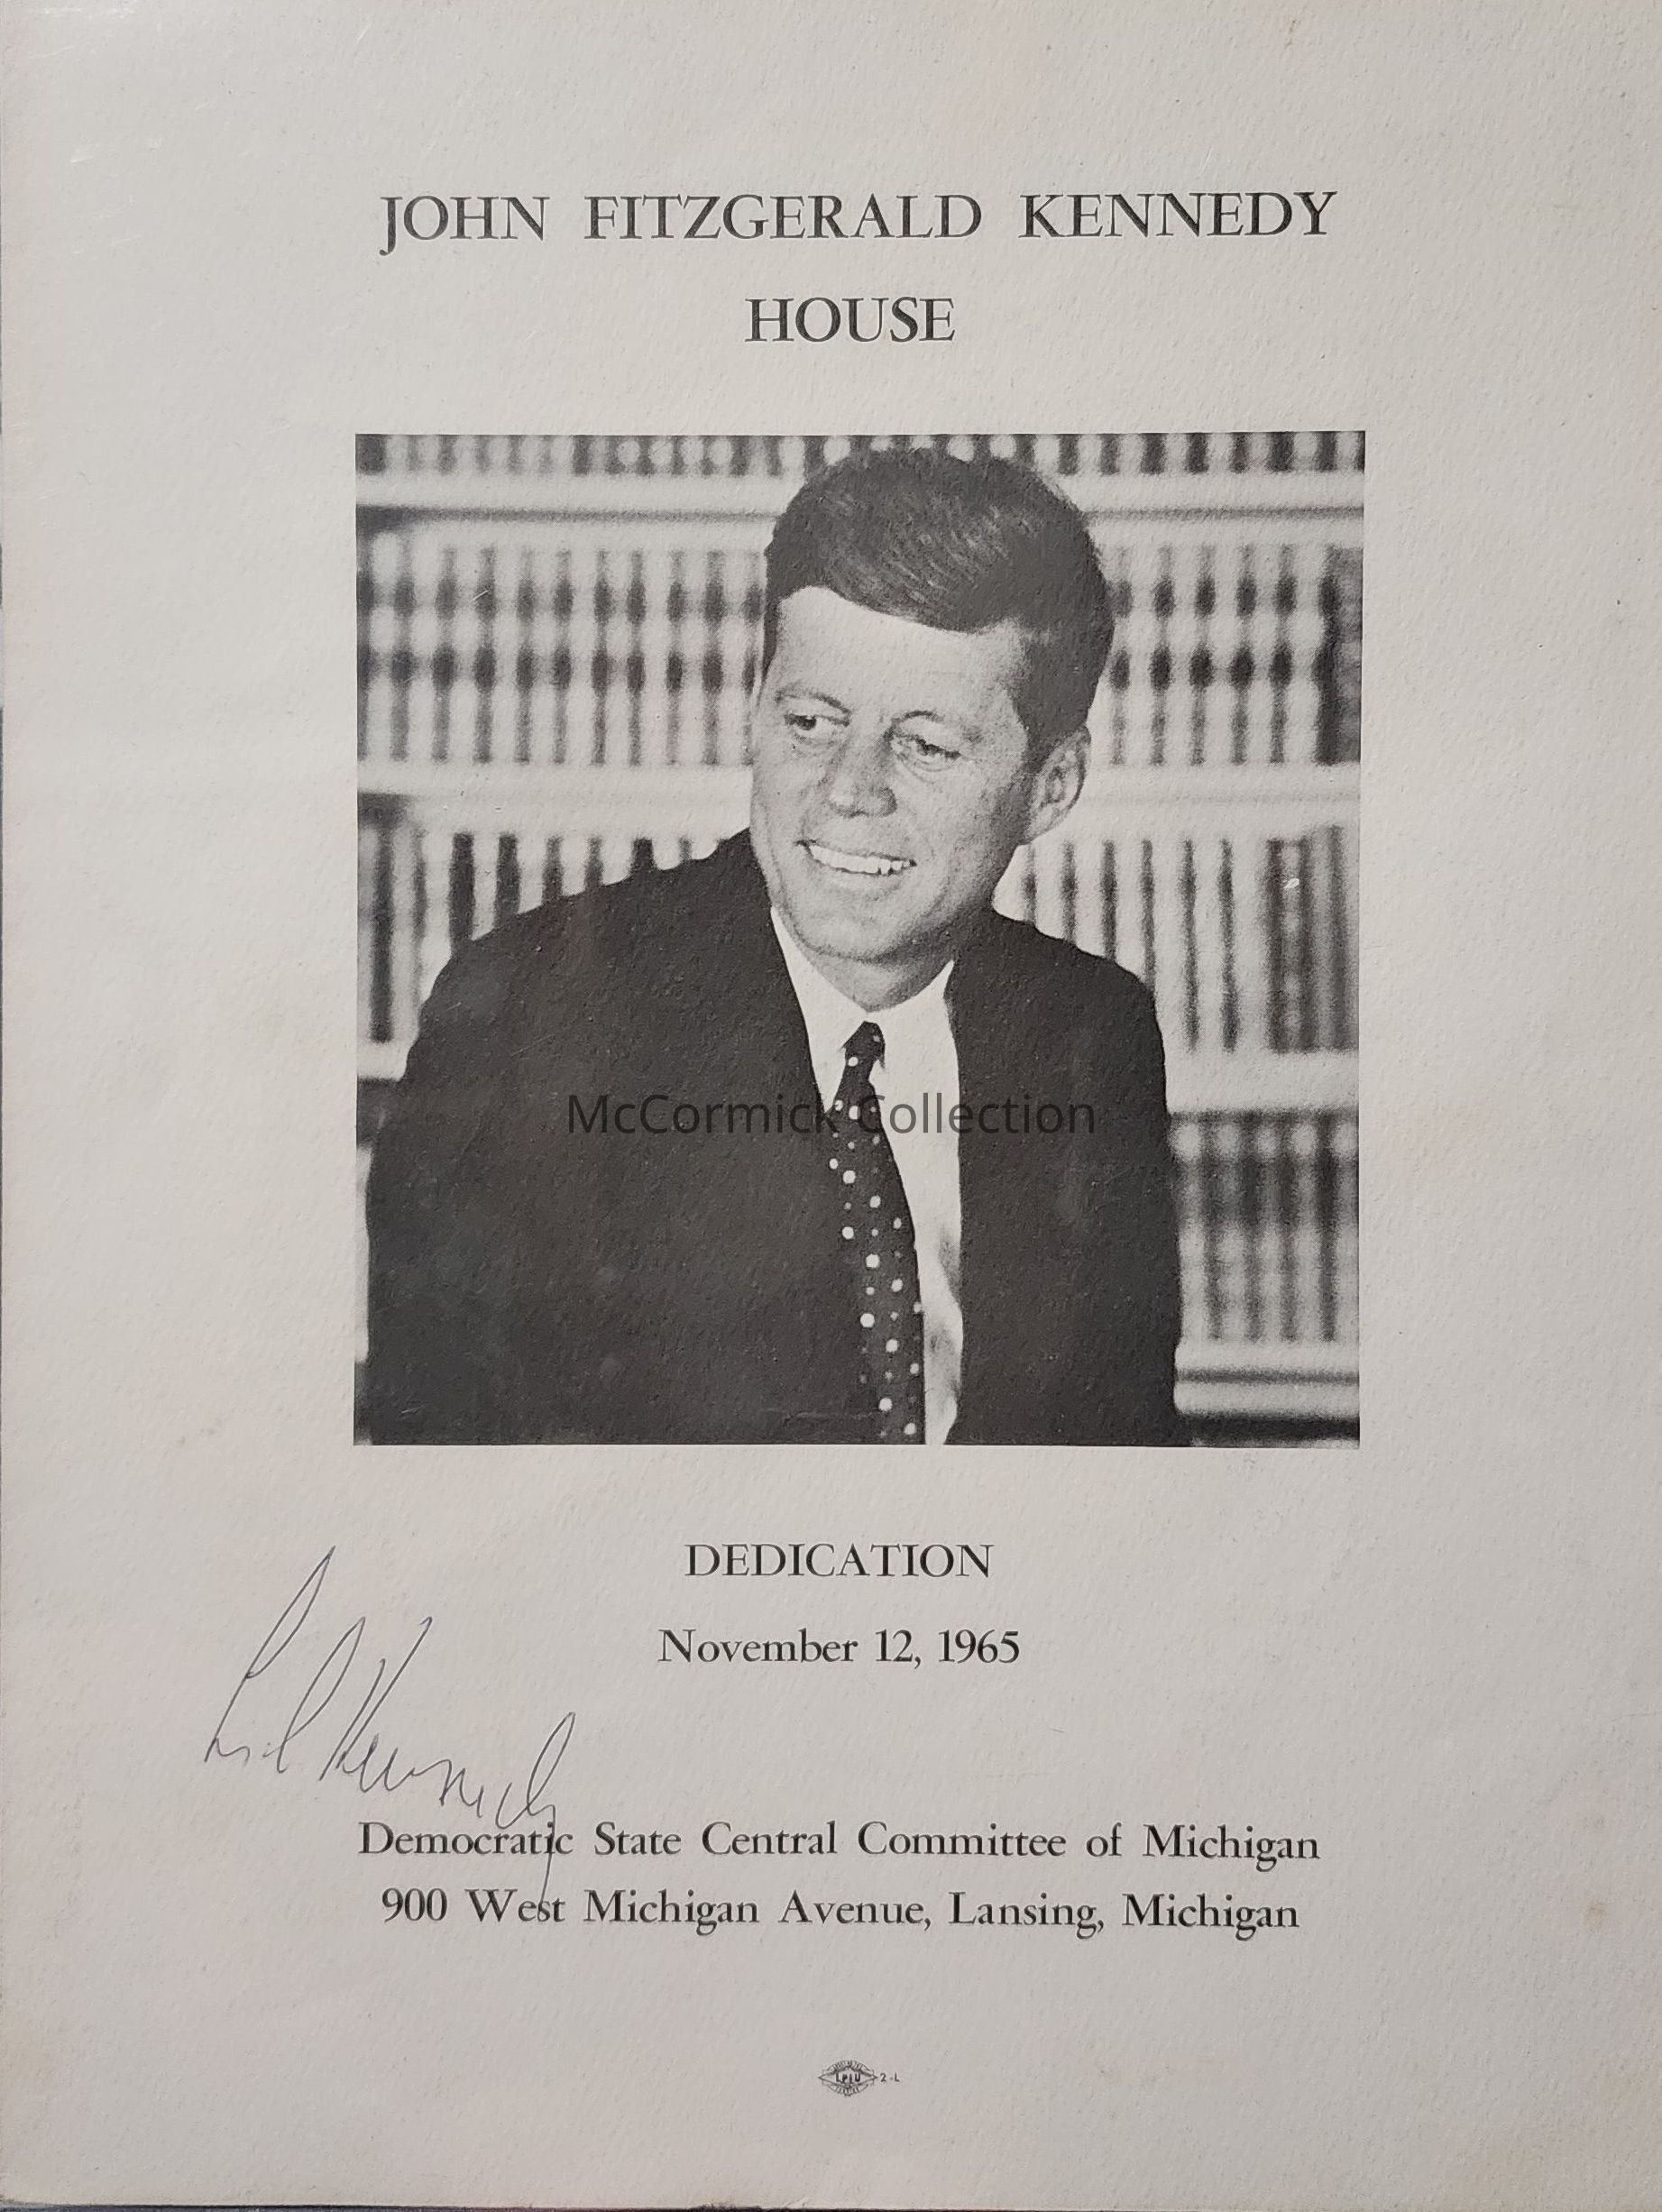 JOHN FITZGERALD KENNEDY
HOUSE
McCormick Collection
DEDICATION
November 12, 1965
Democratic State Central Committee of Michigan
900 West Michigan Avenue, Lansing, Michigan
2-L